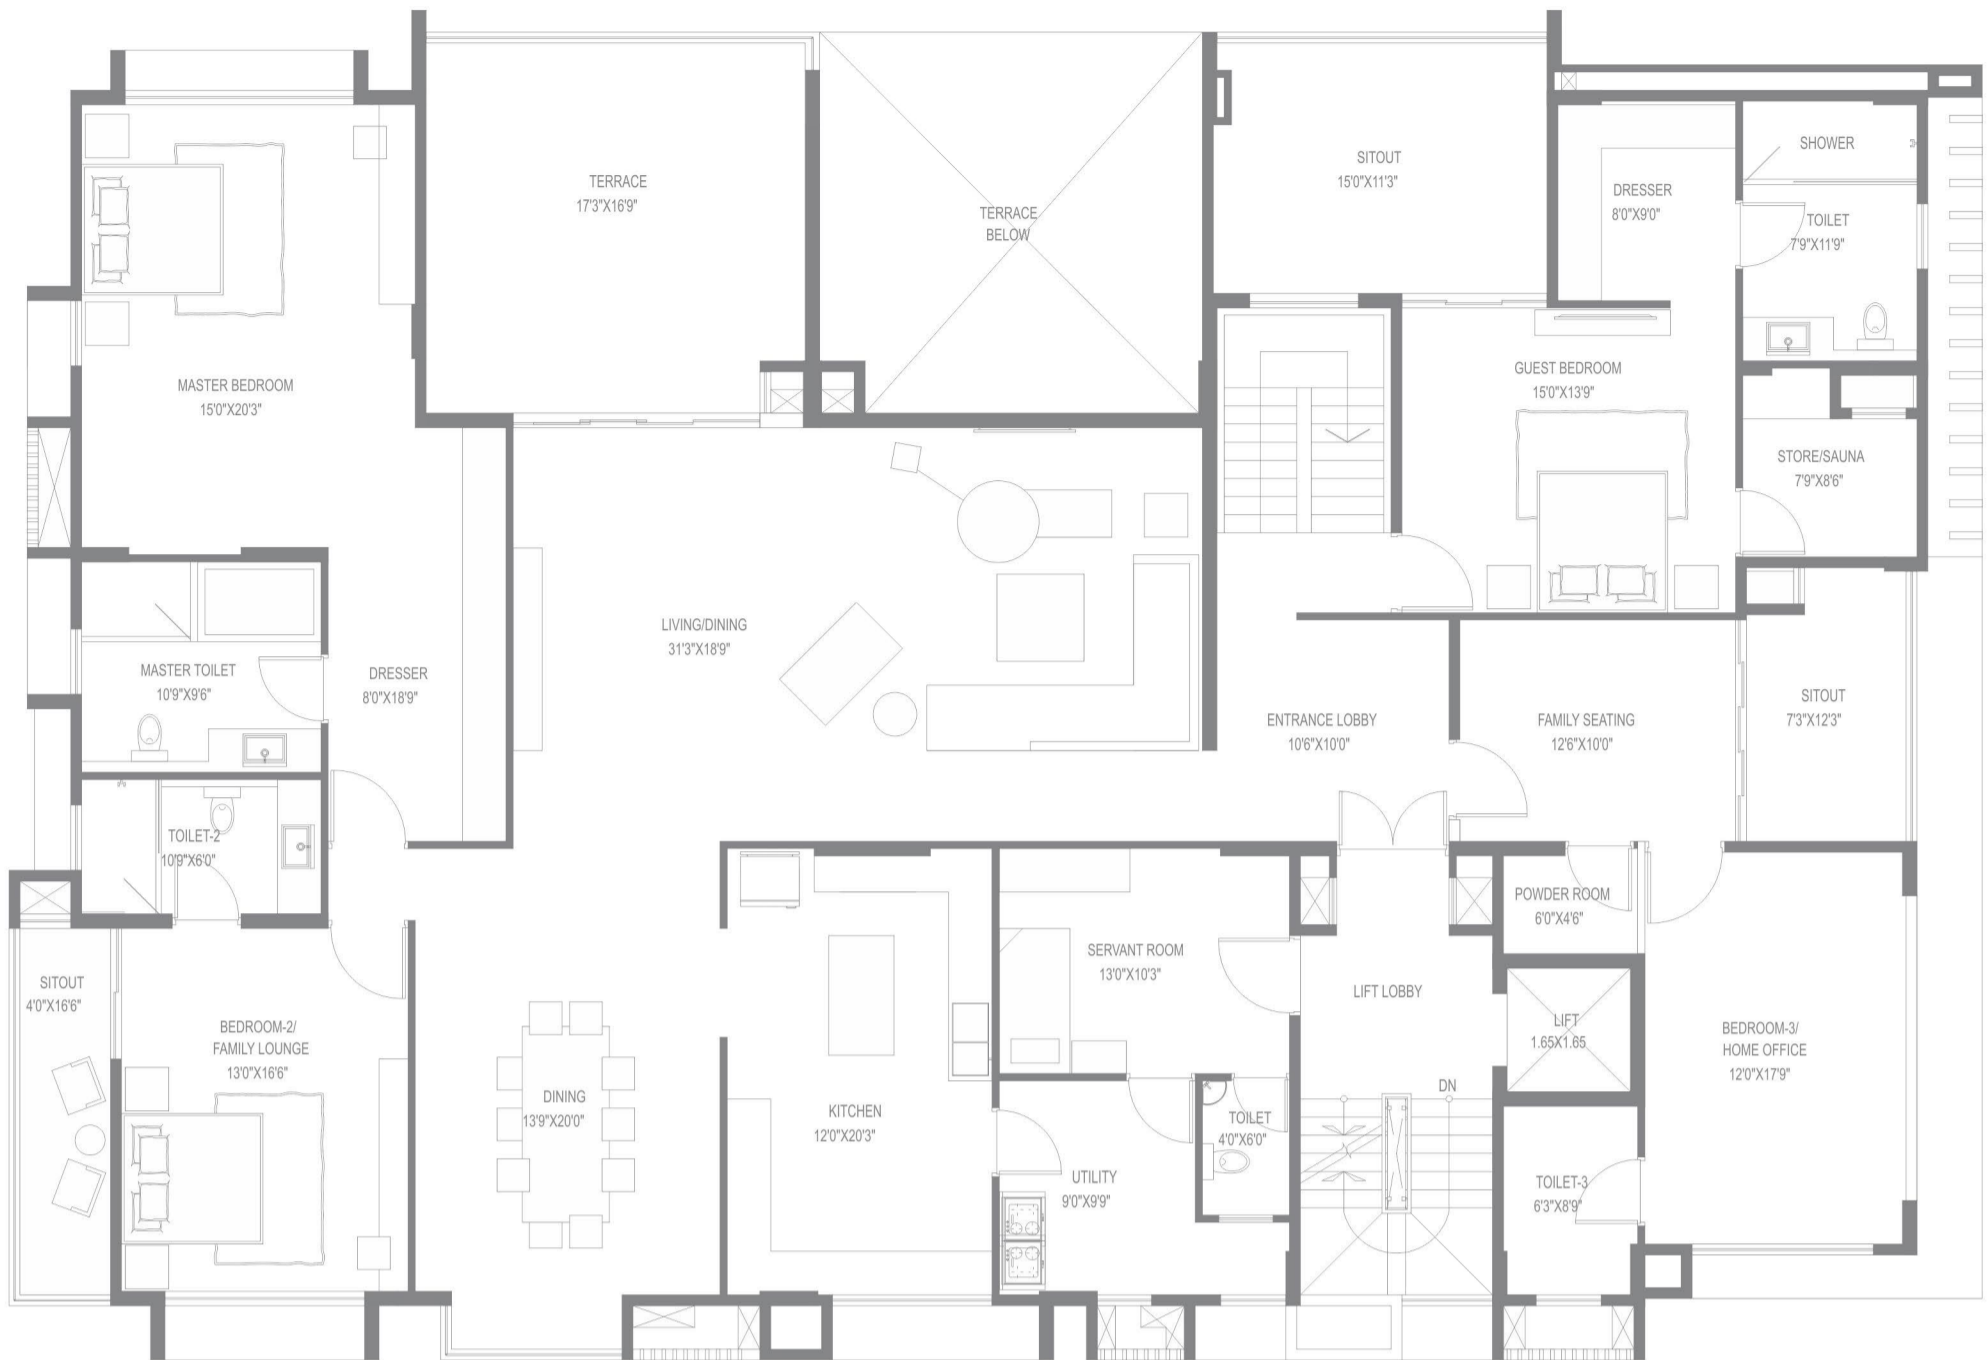 TERRACE
17'3"X16'9"
TERRACE
BELOW
SITOUT
15'0"X11'3"
DRESSER
8'0"X9'0"
SHOWER
TOILET
7'9"X11'9"
MASTER BEDROOM
15'0"X20'3"
GUEST BEDROOM
15'0"X13'9"
STORE/SAUNA
7'9"X8'6"
LIVING/DINING
31'3"X18'9"
MASTER TOILET
10'9"X9'6"
DRESSER
8'0"X18'9"
ENTRANCE LOBBY
10'6"X10'0"
FAMILY SEATING
12'6"X10'0"
SITOUT
7'3"X12'3"
TOILET-2
10'9"X6'0"
POWDER ROOM
6'0"X4'6"
SERVANT ROOM
13'0"X10'3"
SITOUT
4'0"X16'6"
LIFT LOBBY
LIFT
1.65X1.65
BEDROOM-2/
FAMILY LOUNGE
13'0"X16'6"
BEDROOM-3/
HOME OFFICE
12'0"X17'9"
DN
DINING
13'9"X20'0"
KITCHEN
12'0"X20'3"
TOILET
4'0"X6'0"
UTILITY
9'0"X9'9"
TOILET-3
6'3"X8'9"